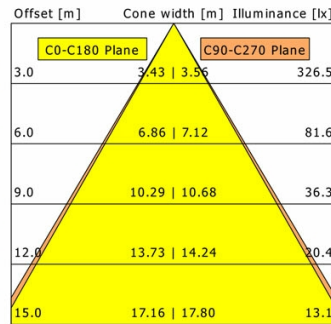 Offset [m] Cone width [m] Illuminance [lx]
C0-C180 Plane C90-C270 Plane
3.0 3.43 | 3.56 326.5
6.0 6.86 | 7.12 81.6
9.0 10.29 | 10.68 36.3
12.0 13.73 | 14.24 20.4
15.0 17.16 | 17.80 13.1